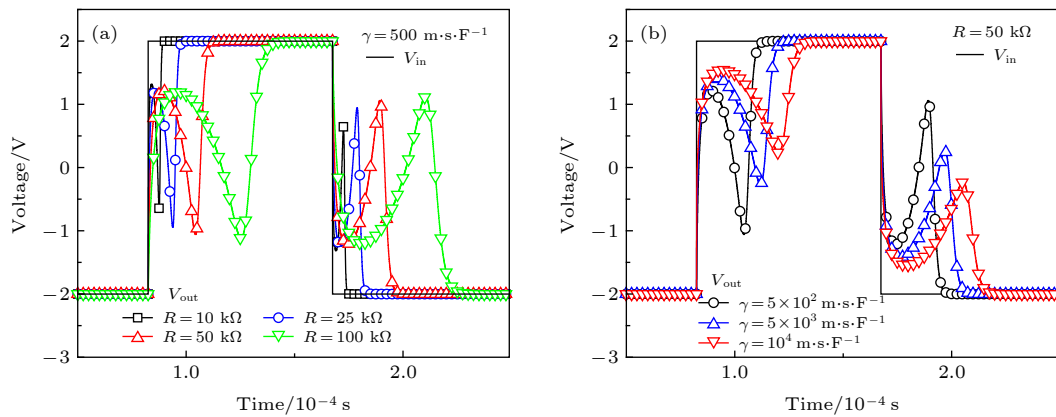 (a)
γ = 500 m·s·F⁻¹
V_in
V_out
R = 10 kΩ
R = 25 kΩ
R = 50 kΩ
R = 100 kΩ
2
1
0
−1
−2
−3
Voltage/V
1.0
2.0
Time/10⁻⁴ s
(b)
R = 50 kΩ
V_in
V_out
γ = 5×10² m·s·F⁻¹
γ = 5×10³ m·s·F⁻¹
γ = 10⁴ m·s·F⁻¹
2
1
0
−1
−2
−3
Voltage/V
1.0
2.0
Time/10⁻⁴ s